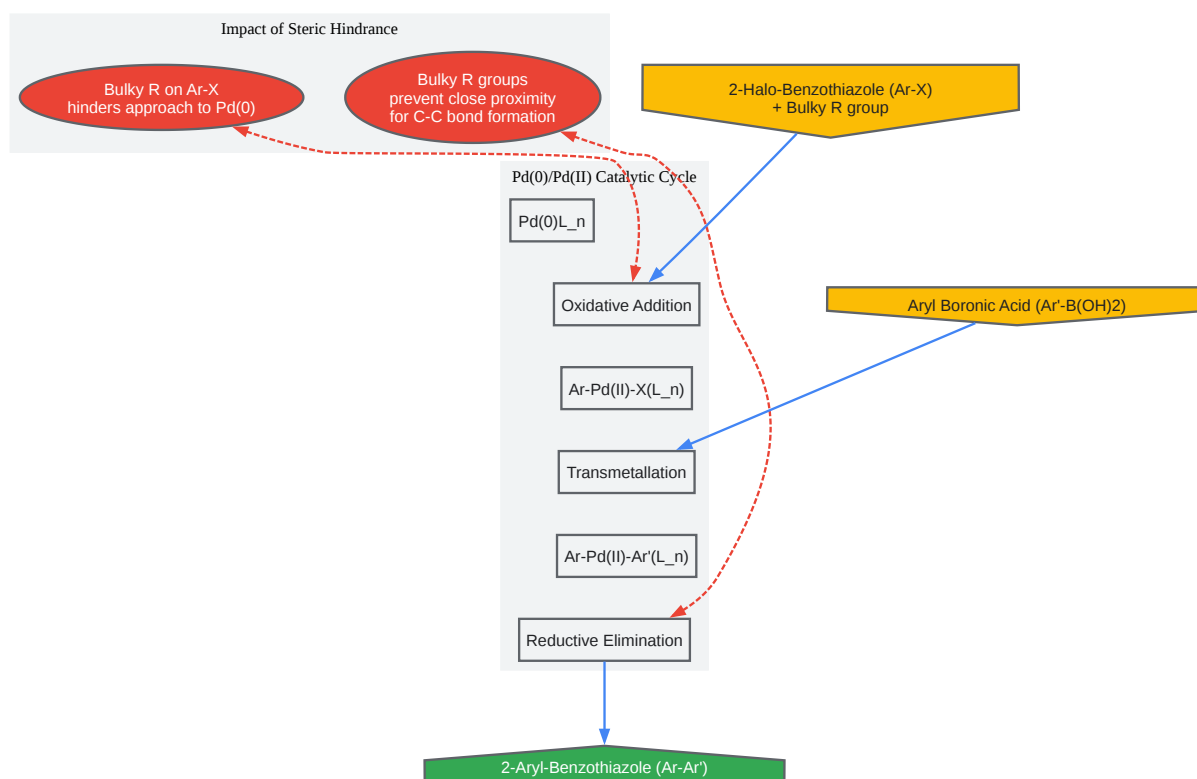 Impact of Steric Hindrance
Bulky R on Ar-X
hinders approach to Pd(0)
Bulky R groups
prevent close proximity
for C-C bond formation
2-Halo-Benzothiazole (Ar-X)
+ Bulky R group
Pd(0)/Pd(II) Catalytic Cycle
Pd(0)L_n
Oxidative Addition
Aryl Boronic Acid (Ar'-B(OH)2)
Ar-Pd(II)-X(L_n)
Transmetallation
Ar-Pd(II)-Ar'(L_n)
Reductive Elimination
2-Aryl-Benzothiazole (Ar-Ar')